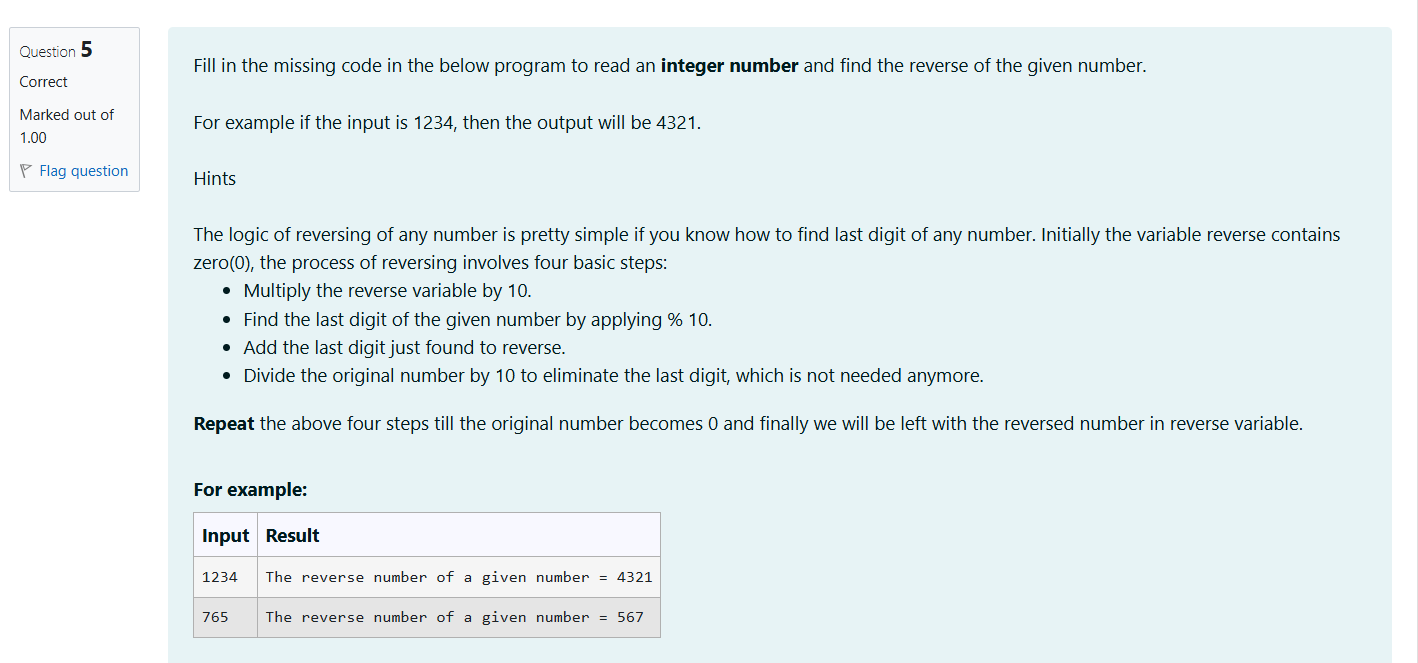 Question 5
Correct
Marked out of
1.00
Flag question
Fill in the missing code in the below program to read an integer number and find the reverse of the given number.
For example if the input is 1234, then the output will be 4321.
Hints
The logic of reversing of any number is pretty simple if you know how to find last digit of any number. Initially the variable reverse contains
zero(0), the process of reversing involves four basic steps:
• Multiply the reverse variable by 10.
• Find the last digit of the given number by applying % 10.
• Add the last digit just found to reverse.
• Divide the original number by 10 to eliminate the last digit, which is not needed anymore.
Repeat the above four steps till the original number becomes 0 and finally we will be left with the reversed number in reverse variable.
For example:
Input Result
1234 The reverse number of a given number = 4321
765 The reverse number of a given number = 567